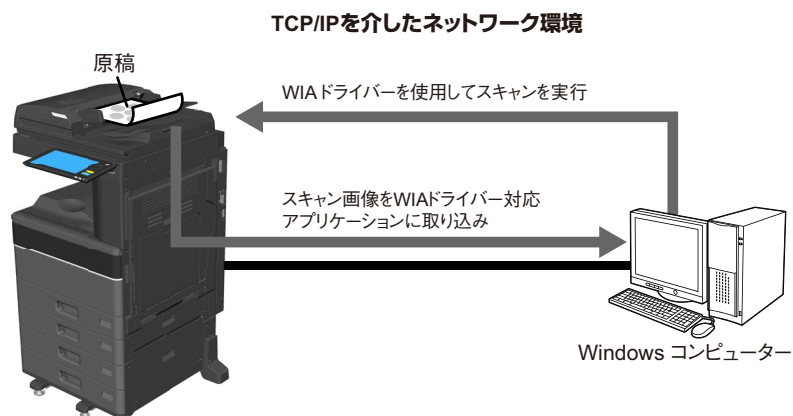 TCP/IPを介したネットワーク環境
原稿
WIAドライバーを使用してスキャンを実行
スキャン画像をWIAドライバー対応
アプリケーションに取り込み
Windows コンピューター